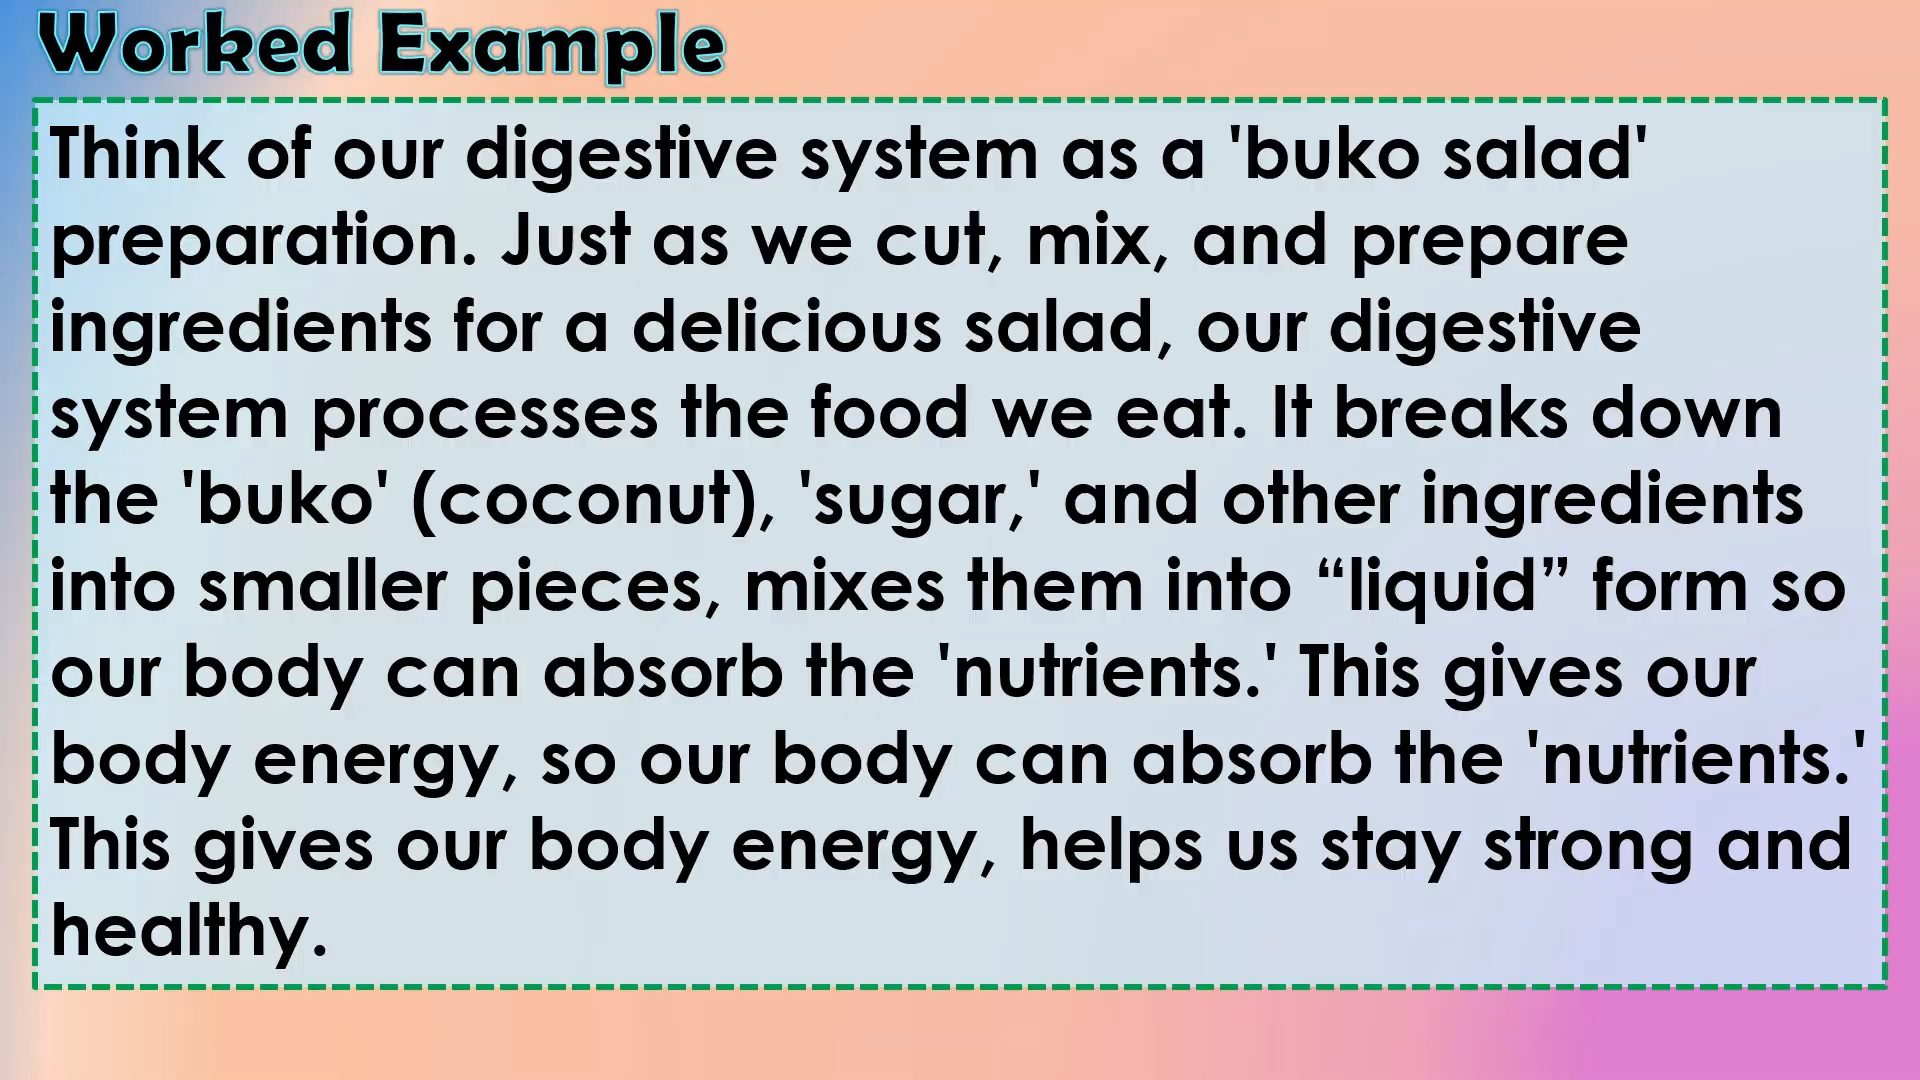 Worked Example
Think of our digestive system as a 'buko salad'
preparation. Just as we cut, mix, and prepare
ingredients for a delicious salad, our digestive
system processes the food we eat. It breaks down
the 'buko' (coconut), 'sugar,' and other ingredients
into smaller pieces, mixes them into “liquid” form so
our body can absorb the 'nutrients.' This gives our
body energy, so our body can absorb the 'nutrients.'
This gives our body energy, helps us stay strong and
healthy.